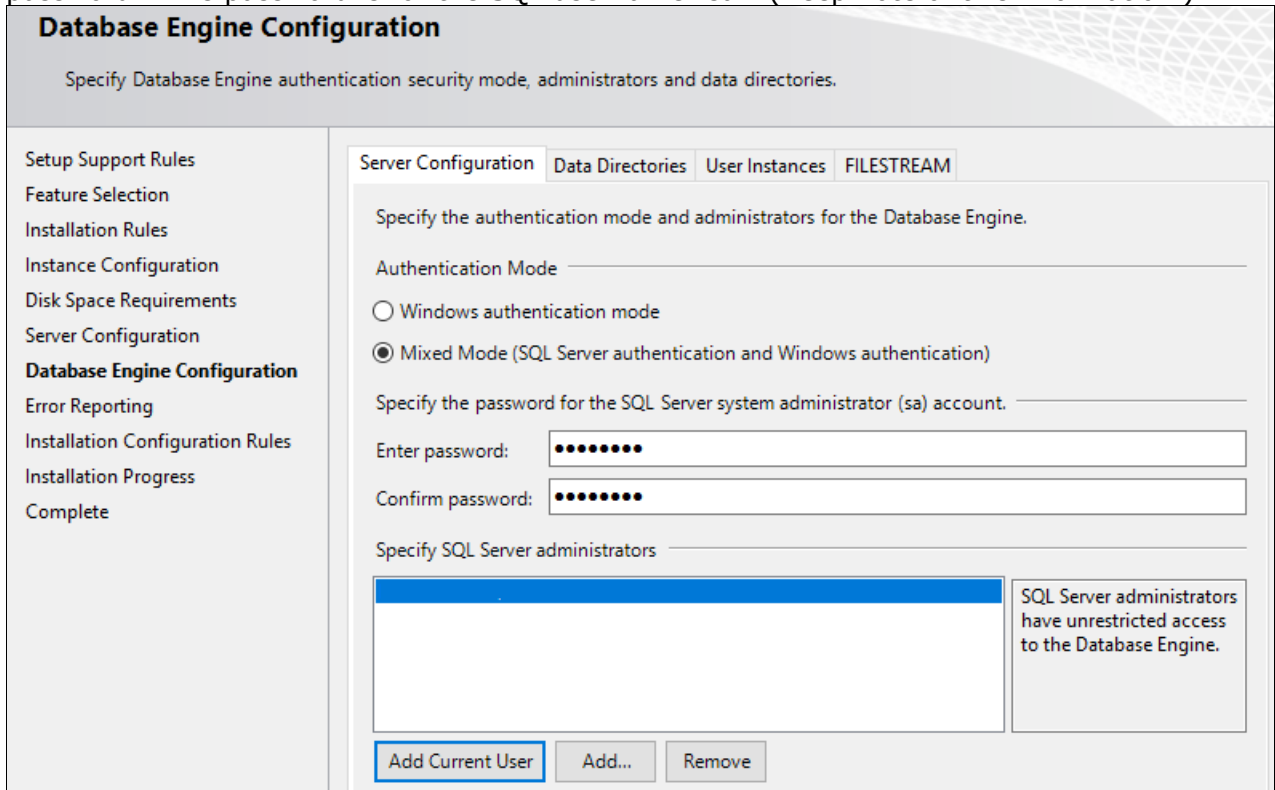 Database Engine Configuration
Specify Database Engine authentication security mode, administrators and data directories.
Setup Support Rules
Feature Selection
Installation Rules
Instance Configuration
Disk Space Requirements
Server Configuration
Database Engine Configuration
Error Reporting
Installation Configuration Rules
Installation Progress
Complete
Server Configuration Data Directories User Instances FILESTREAM
Specify the authentication mode and administrators for the Database Engine.
Authentication Mode
Windows authentication mode
Mixed Mode (SQL Server authentication and Windows authentication)
Specify the password for the SQL Server system administrator (sa) account.
Enter password: ●●●●●●●●
Confirm password: ●●●●●●●●
Specify SQL Server administrators
SQL Server administrators
have unrestricted access
to the Database Engine.
Add Current User Add... Remove